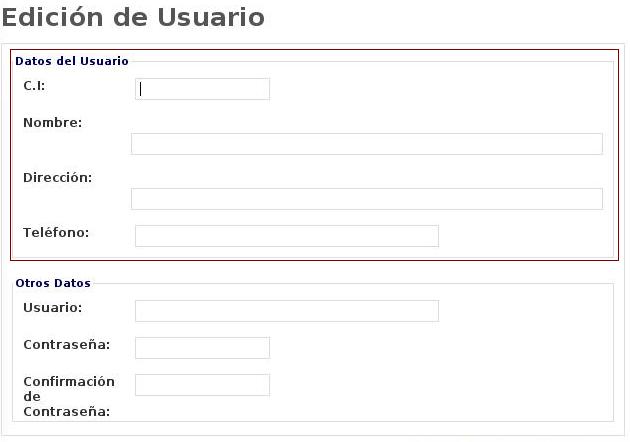 Edición de Usuario
Datos del Usuario
C.I:
Nombre:
Dirección:
Teléfono:
Otros Datos
Usuario:
Contraseña:
Confirmación
de
Contraseña: